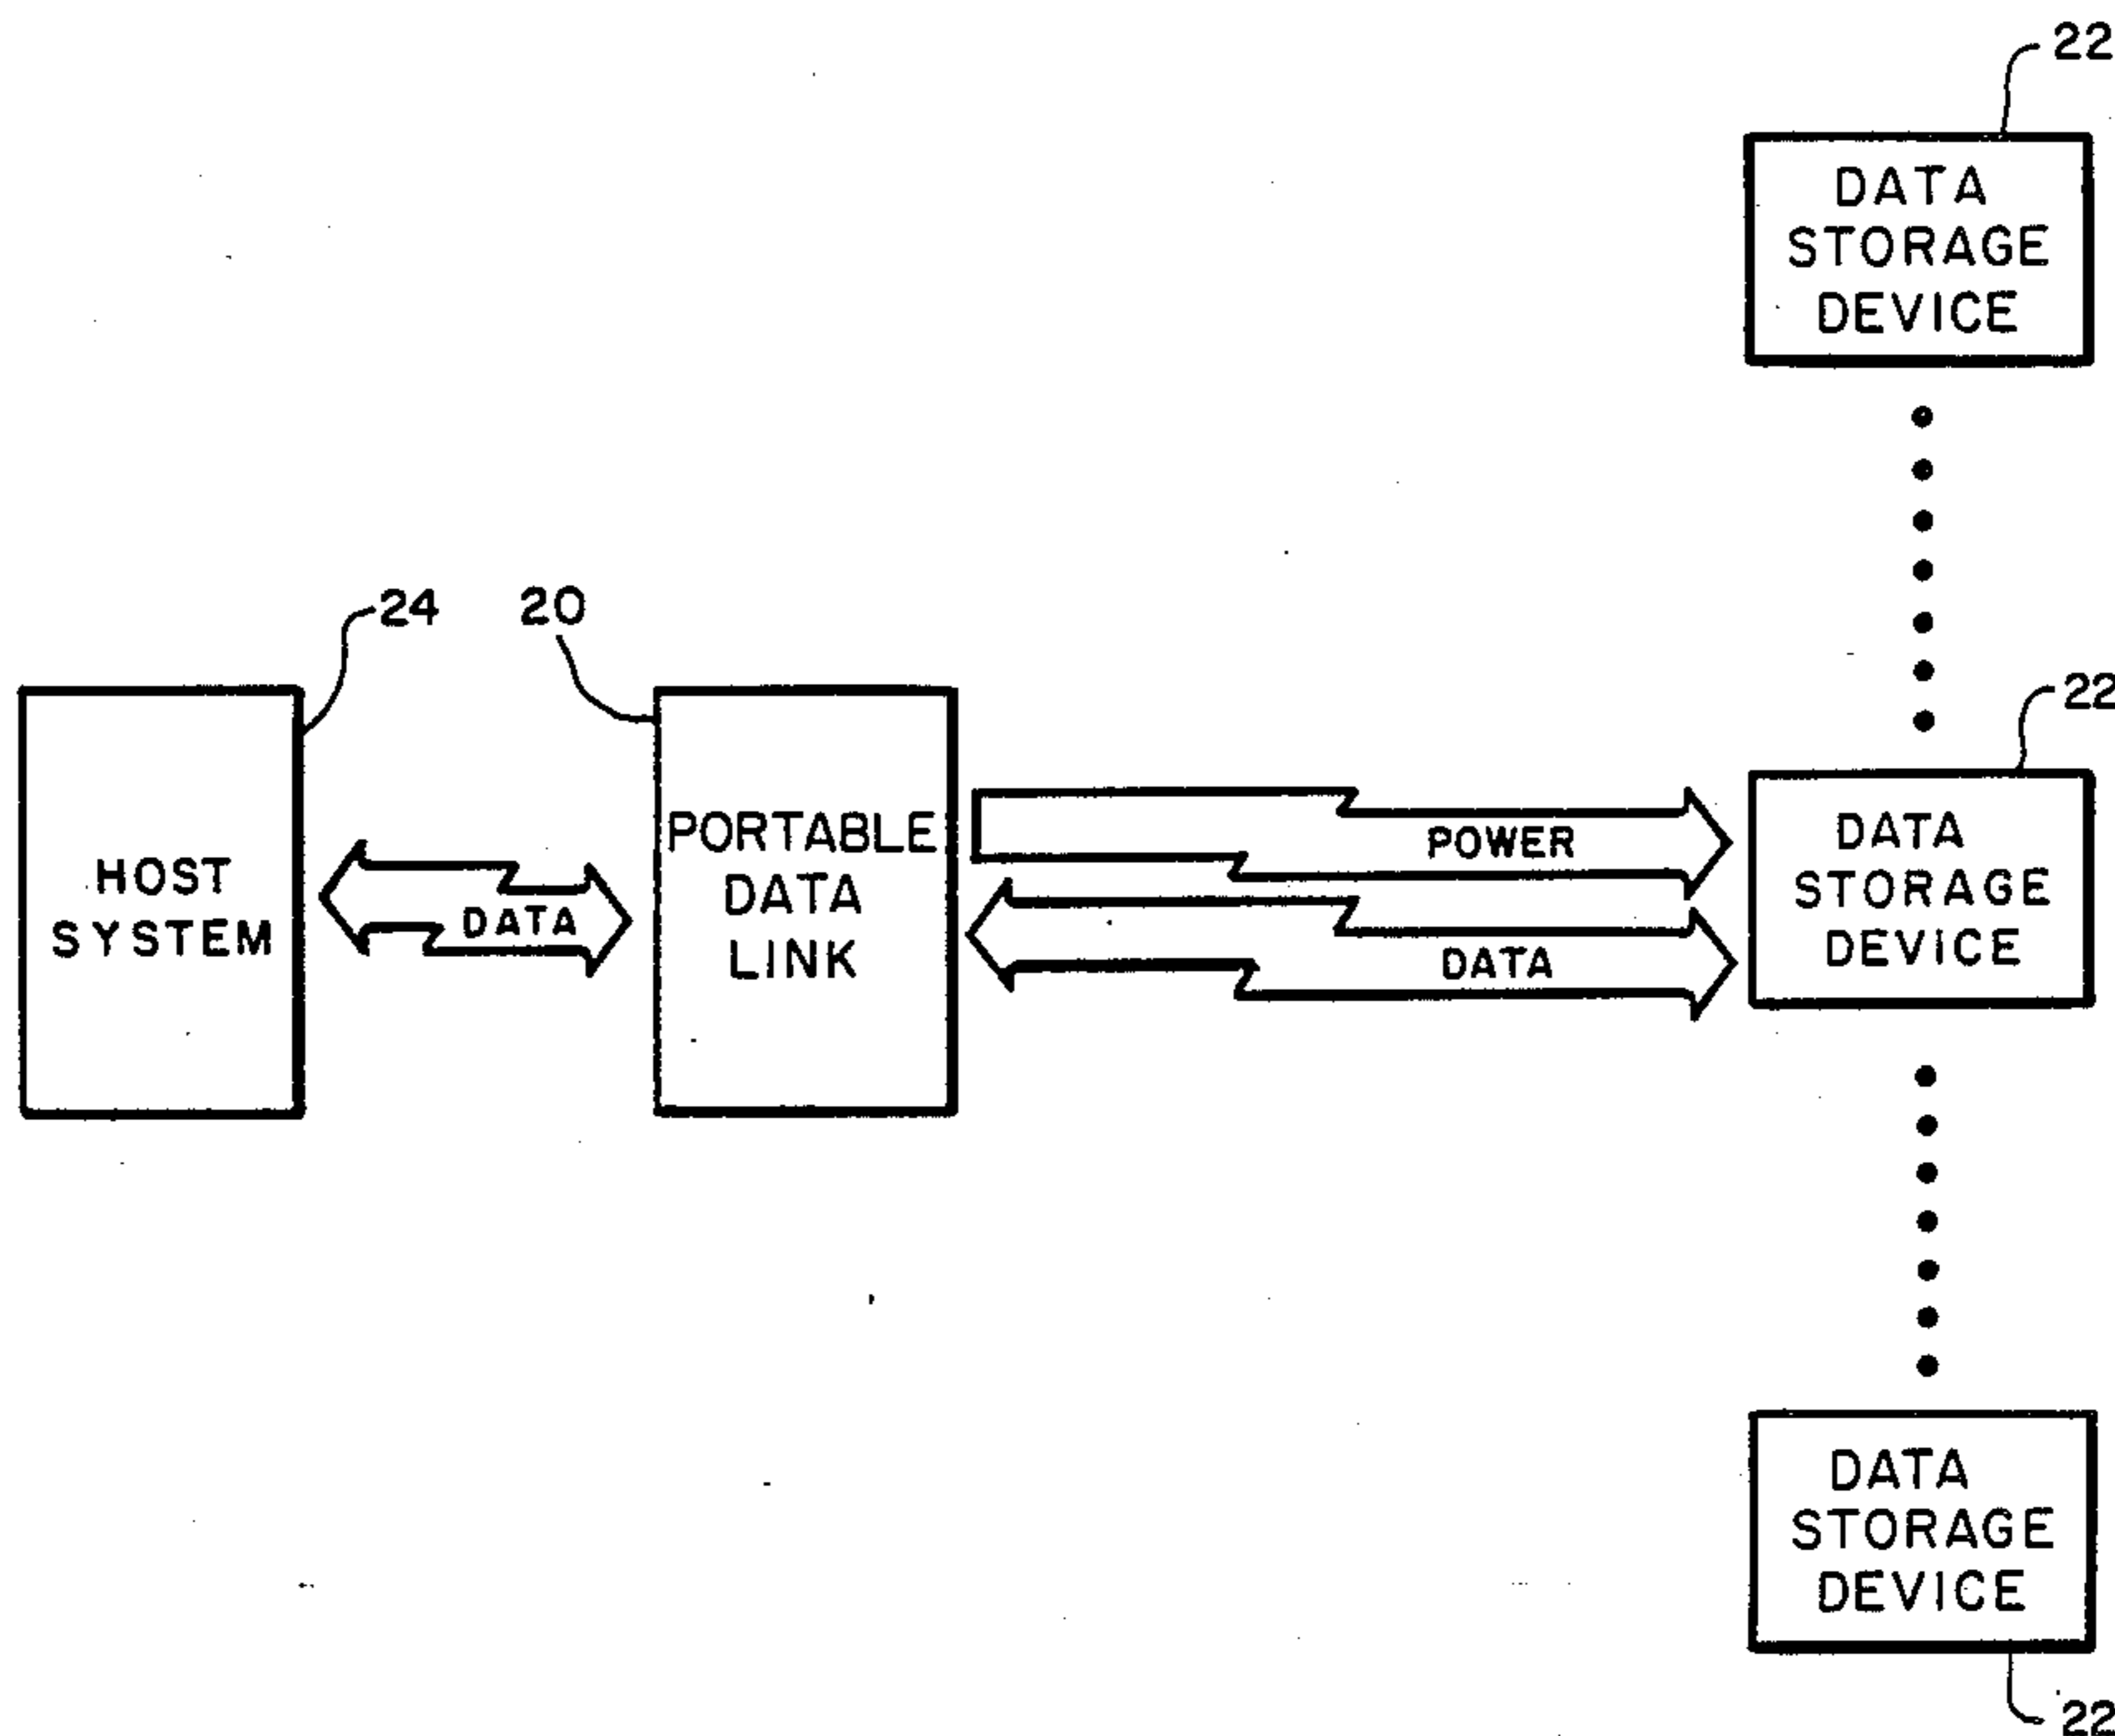 22
DATA
STORAGE
DEVICE
24
20
22
HOST
SYSTEM
DATA
PORTABLE
DATA
LINK
POWER
DATA
DATA
STORAGE
DEVICE
DATA
STORAGE
DEVICE
22